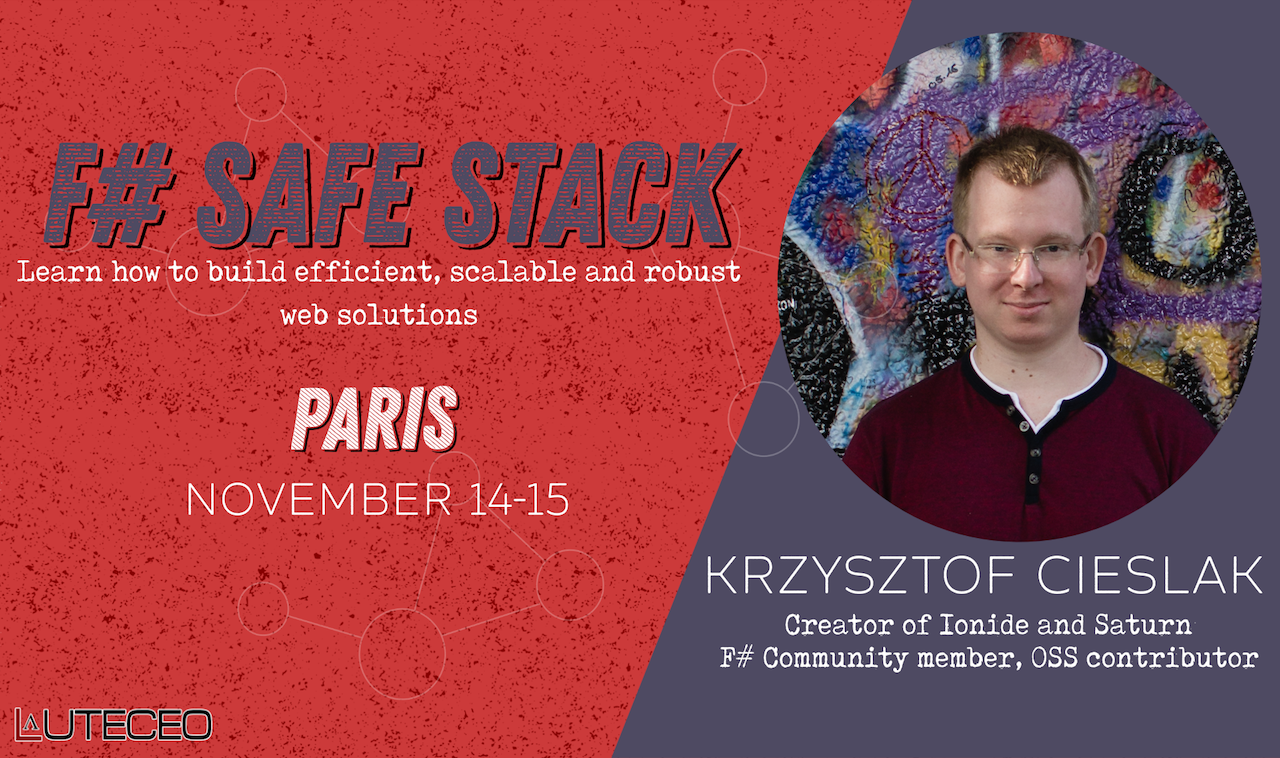 F# SAFE STACK
Learn how to build efficient, scalable and robust
web solutions
PARIS
NOVEMBER 14-15
KRZYSZTOF CIESLAK
Creator of Ionide and Saturn
F# Community member, OSS contributor
LUTECEO